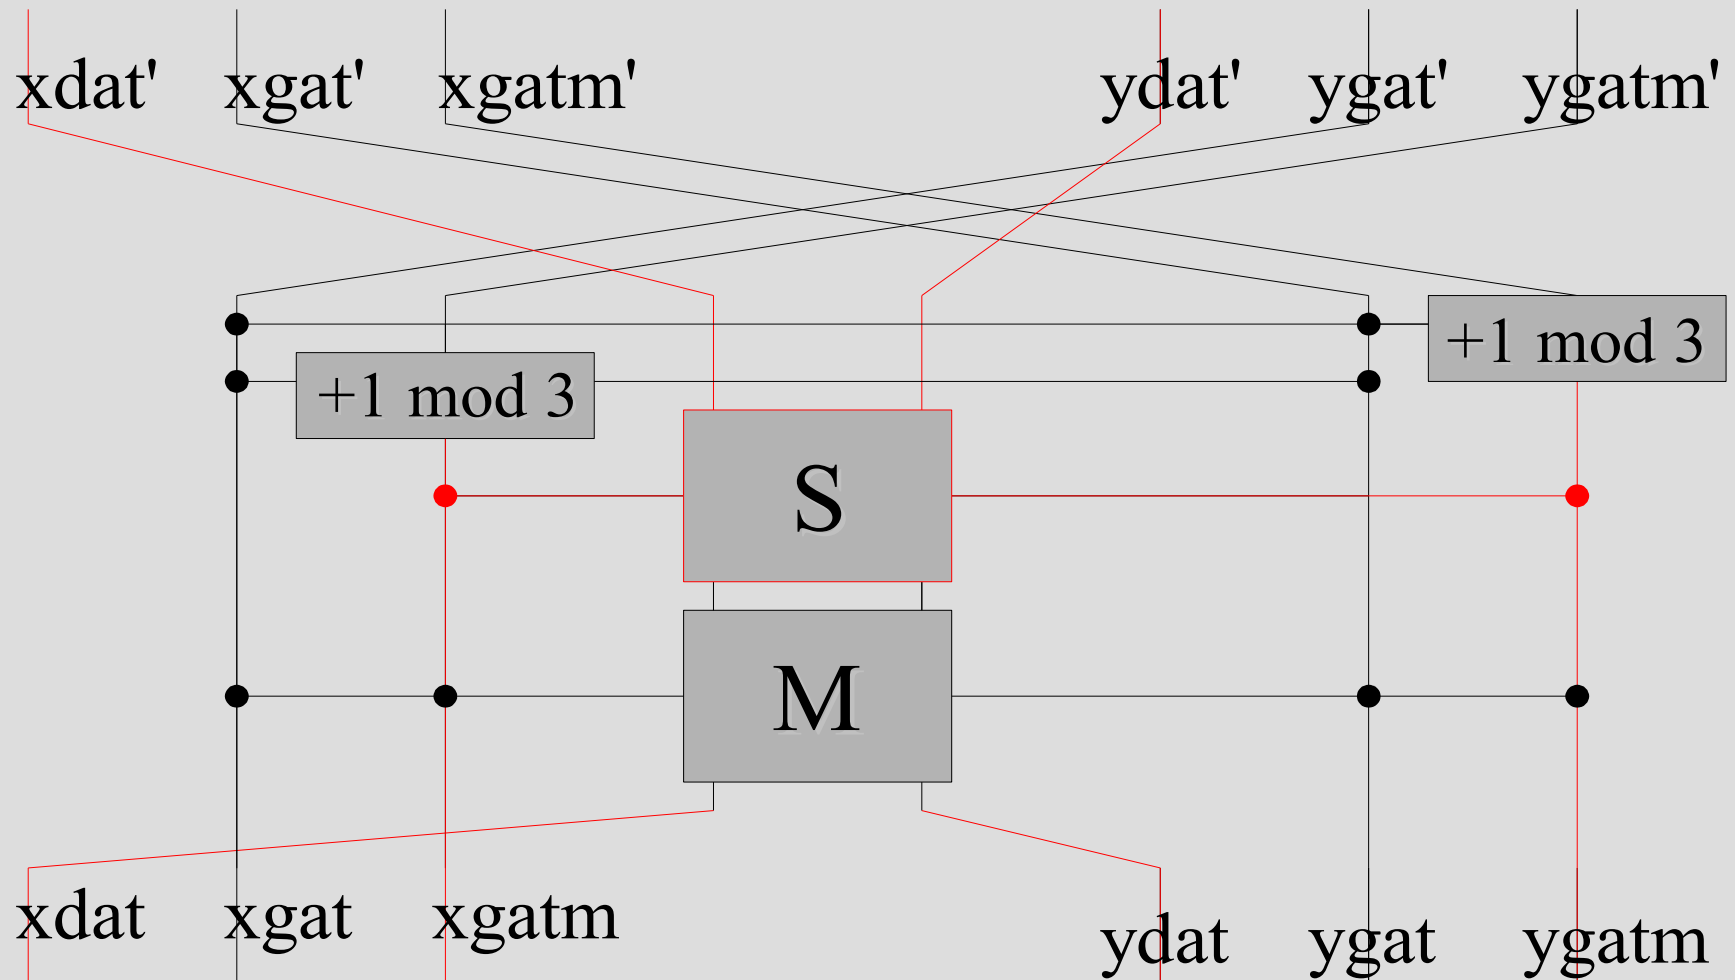 xdat' xgat' xgatm' ydat' ygat' ygatm'
+1 mod 3
+1 mod 3
S
M
xdat xgat xgatm ydat ygat ygatm